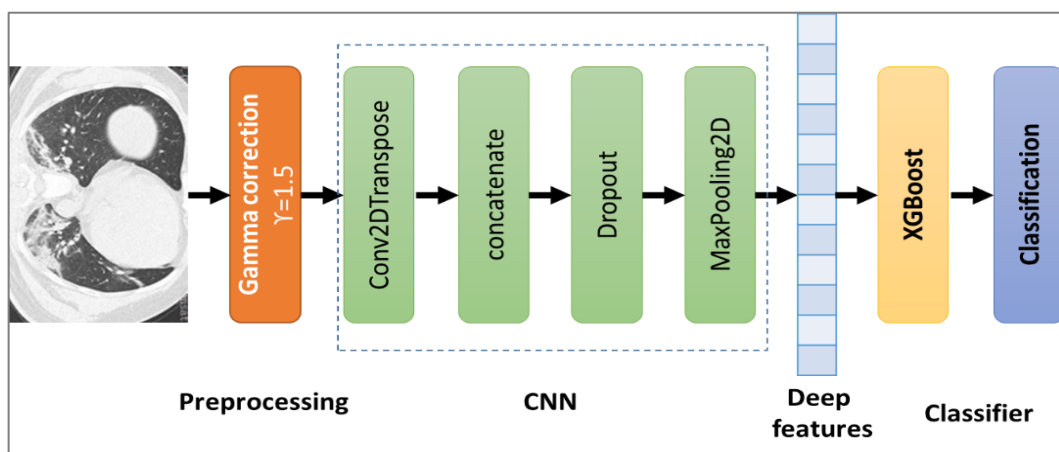 Gamma correction
ϒ=1.5
Conv2DTranspose
concatenate
Dropout
MaxPooling2D
XGBoost
Classification
Preprocessing
CNN
Deep
features
Classifier